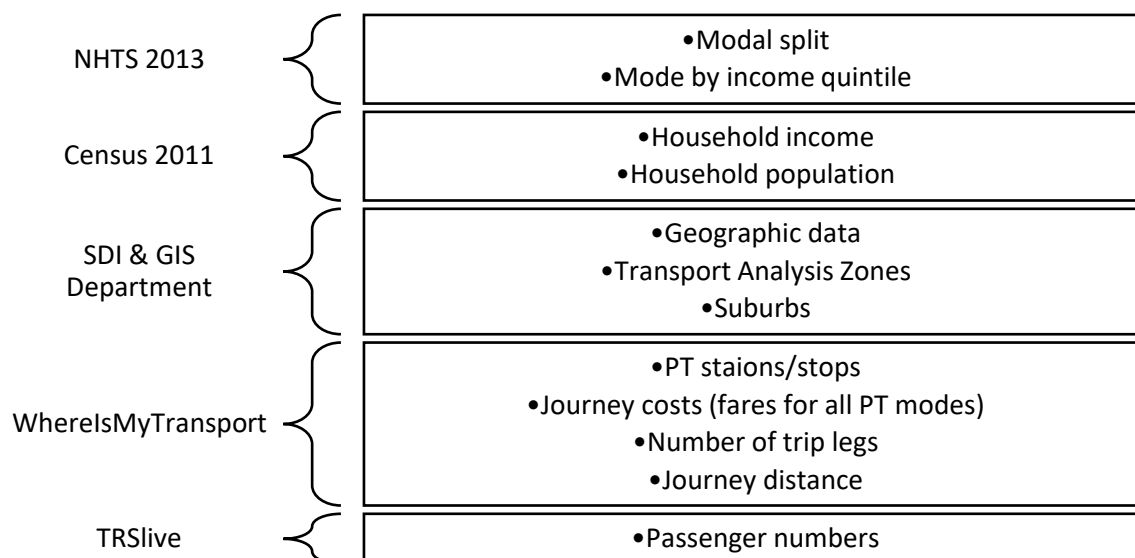 NHTS 2013
•Modal split
•Mode by income quintile
Census 2011
•Household income
•Household population
SDI & GIS
Department
•Geographic data
•Transport Analysis Zones
•Suburbs
WhereIsMyTransport
•PT staions/stops
•Journey costs (fares for all PT modes)
•Number of trip legs
•Journey distance
TRSlive
•Passenger numbers